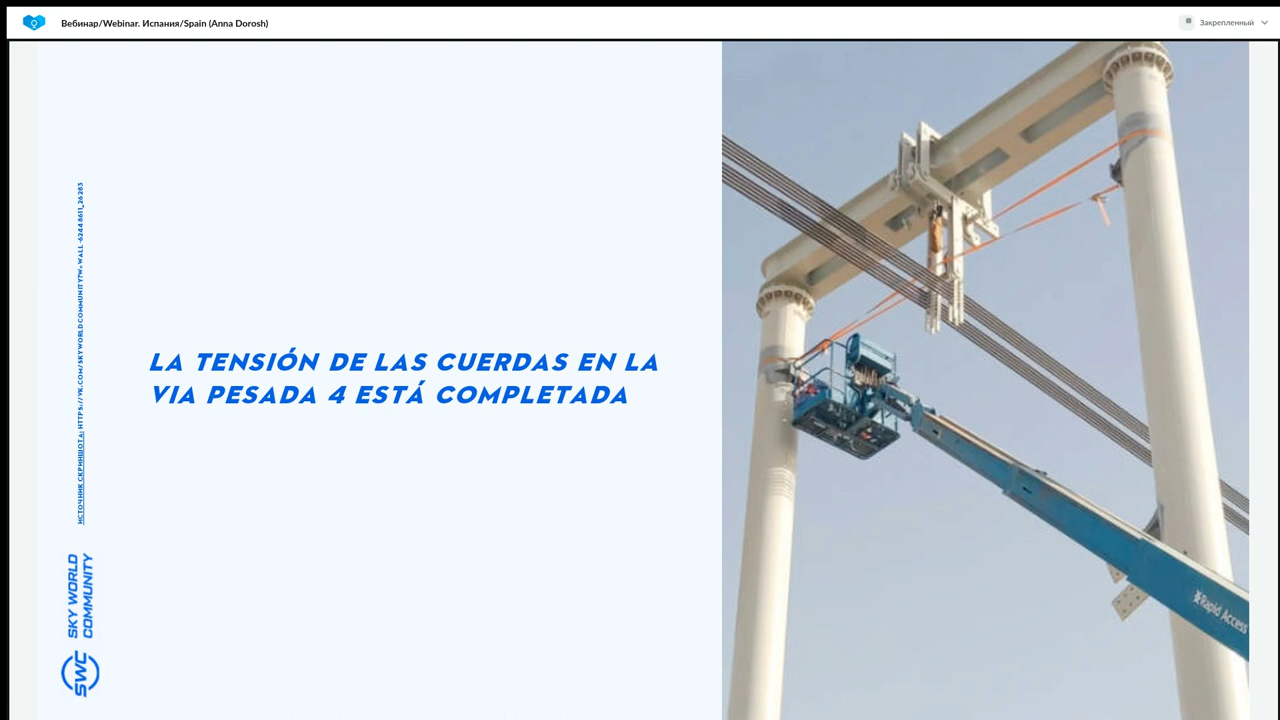 Вебинар/Webinar. Испания/Spain (Anna Dorosh)
Закрепленный
ИСТОЧНИК СКРИНШОТА: HTTPS://VK.COM/SKYWORLDCOMMUNITY?W=WALL-62448611_26283
LA TENSIÓN DE LAS CUERDAS EN LA
VIA PESADA 4 ESTÁ COMPLETADA
SKY WORLD
COMMUNITY
SWC
Rapid Access